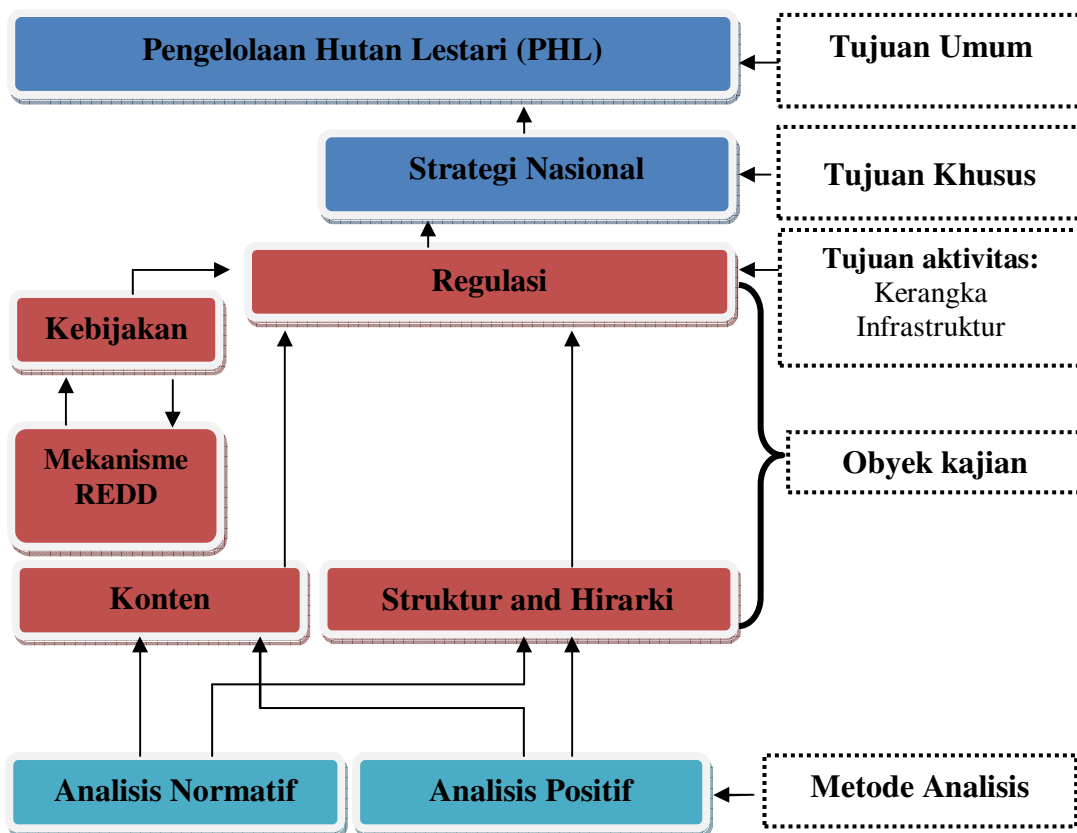 Pengelolaan Hutan Lestari (PHL)
Tujuan Umum
Strategi Nasional
Tujuan Khusus
Regulasi
Tujuan aktivitas:
Kerangka
Infrastruktur
Kebijakan
Mekanisme
REDD
Obyek kajian
Konten
Struktur and Hirarki
Analisis Normatif
Analisis Positif
Metode Analisis